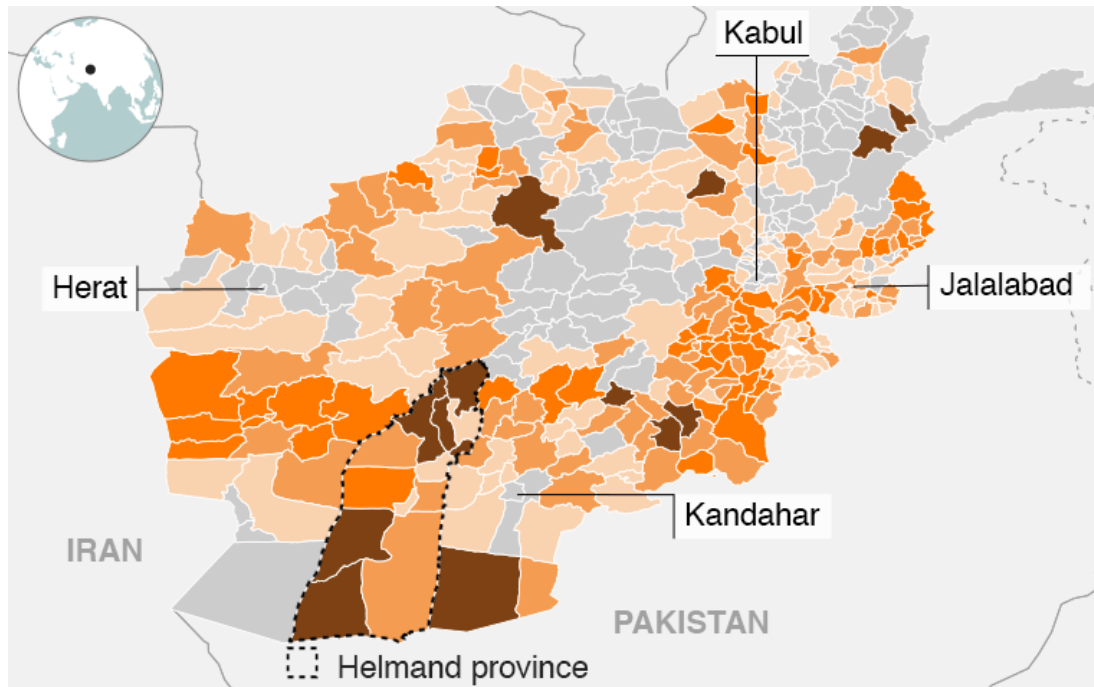 Kabul
Herat
Jalalabad
Kandahar
IRAN
PAKISTAN
Helmand province